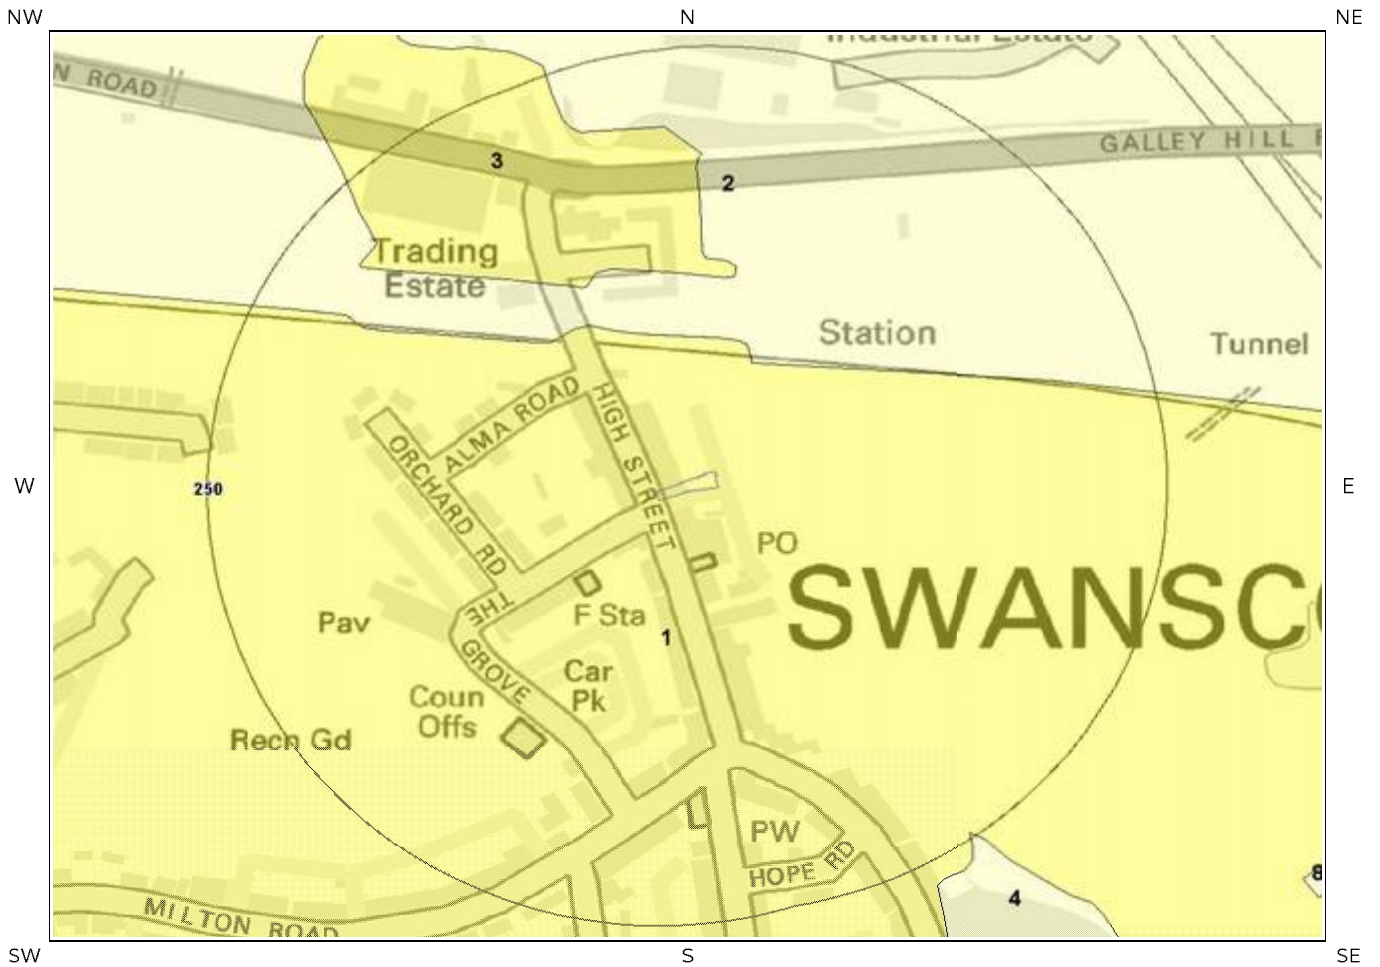 NW
N
NE
Industrial Estate
N ROAD
GALLEY HILL
3
2
Trading
Estate
Station
Tunnel
ALMA ROAD
HIGH STREET
ORCHARD RD
W
250
E
PO
SWANSC
THE
GROVE
F Sta
Pav
1
Car
Pk
Coun
Offs
Recn Gd
PW
HOPE RD
8
4
MILTON ROAD
SW
S
SE